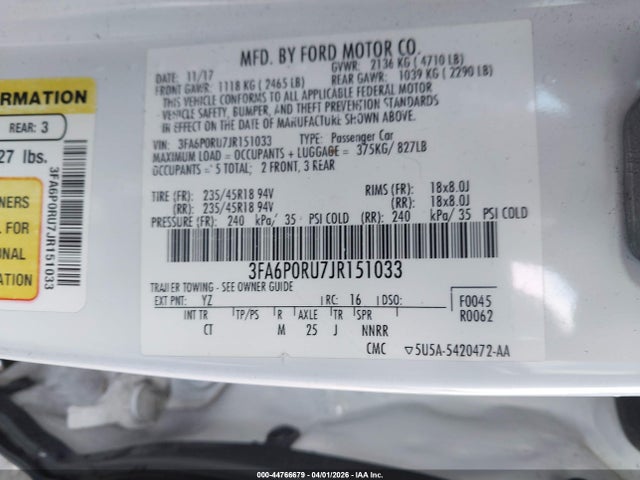 MFD. BY FORD MOTOR CO.
DATE: 11/17 GVWR: 2136 KG ( 4710 LB)
FRONT GAWR: 1118 KG ( 2465 LB) REAR GAWR: 1039 KG ( 2290 LB)
THIS VEHICLE CONFORMS TO ALL APPLICABLE FEDERAL MOTOR
VEHICLE SAFETY, BUMPER, AND THEFT PREVENTION STANDARDS
IN EFFECT ON THE DATE OF MANUFACTURE SHOWN ABOVE.
VIN: 3FA6P0RU7JR151033 TYPE: Passenger Car
MAXIMUM LOAD = OCCUPANTS + LUGGAGE = 375KG/ 827LB
OCCUPANTS = 5 TOTAL; 2 FRONT, 3 REAR
TIRE (FR): 235/45R18 94V RIMS (FR): 18x8.0J
(RR): 235/45R18 94V (RR): 18x8.0J
PRESSURE (FR): 240 kPa/ 35 PSI COLD (RR): 240 kPa/ 35 PSI COLD
3FA6P0RU7JR151033
TRAILER TOWING - SEE OWNER GUIDE
EXT PNT: YZ RC: 16 DSO: F0045
R0062
INT TR TP/PS R AXLE TR SPR
CT M 25 J NNRR
CMC ▽5U5A-5420472-AA
ORMATION
REAR: 3
27 lbs.
NERS
FOR
ONAL
ATION
3FA6P0RU7JR151033
000-44766679 04/01/2026 IAA Inc.